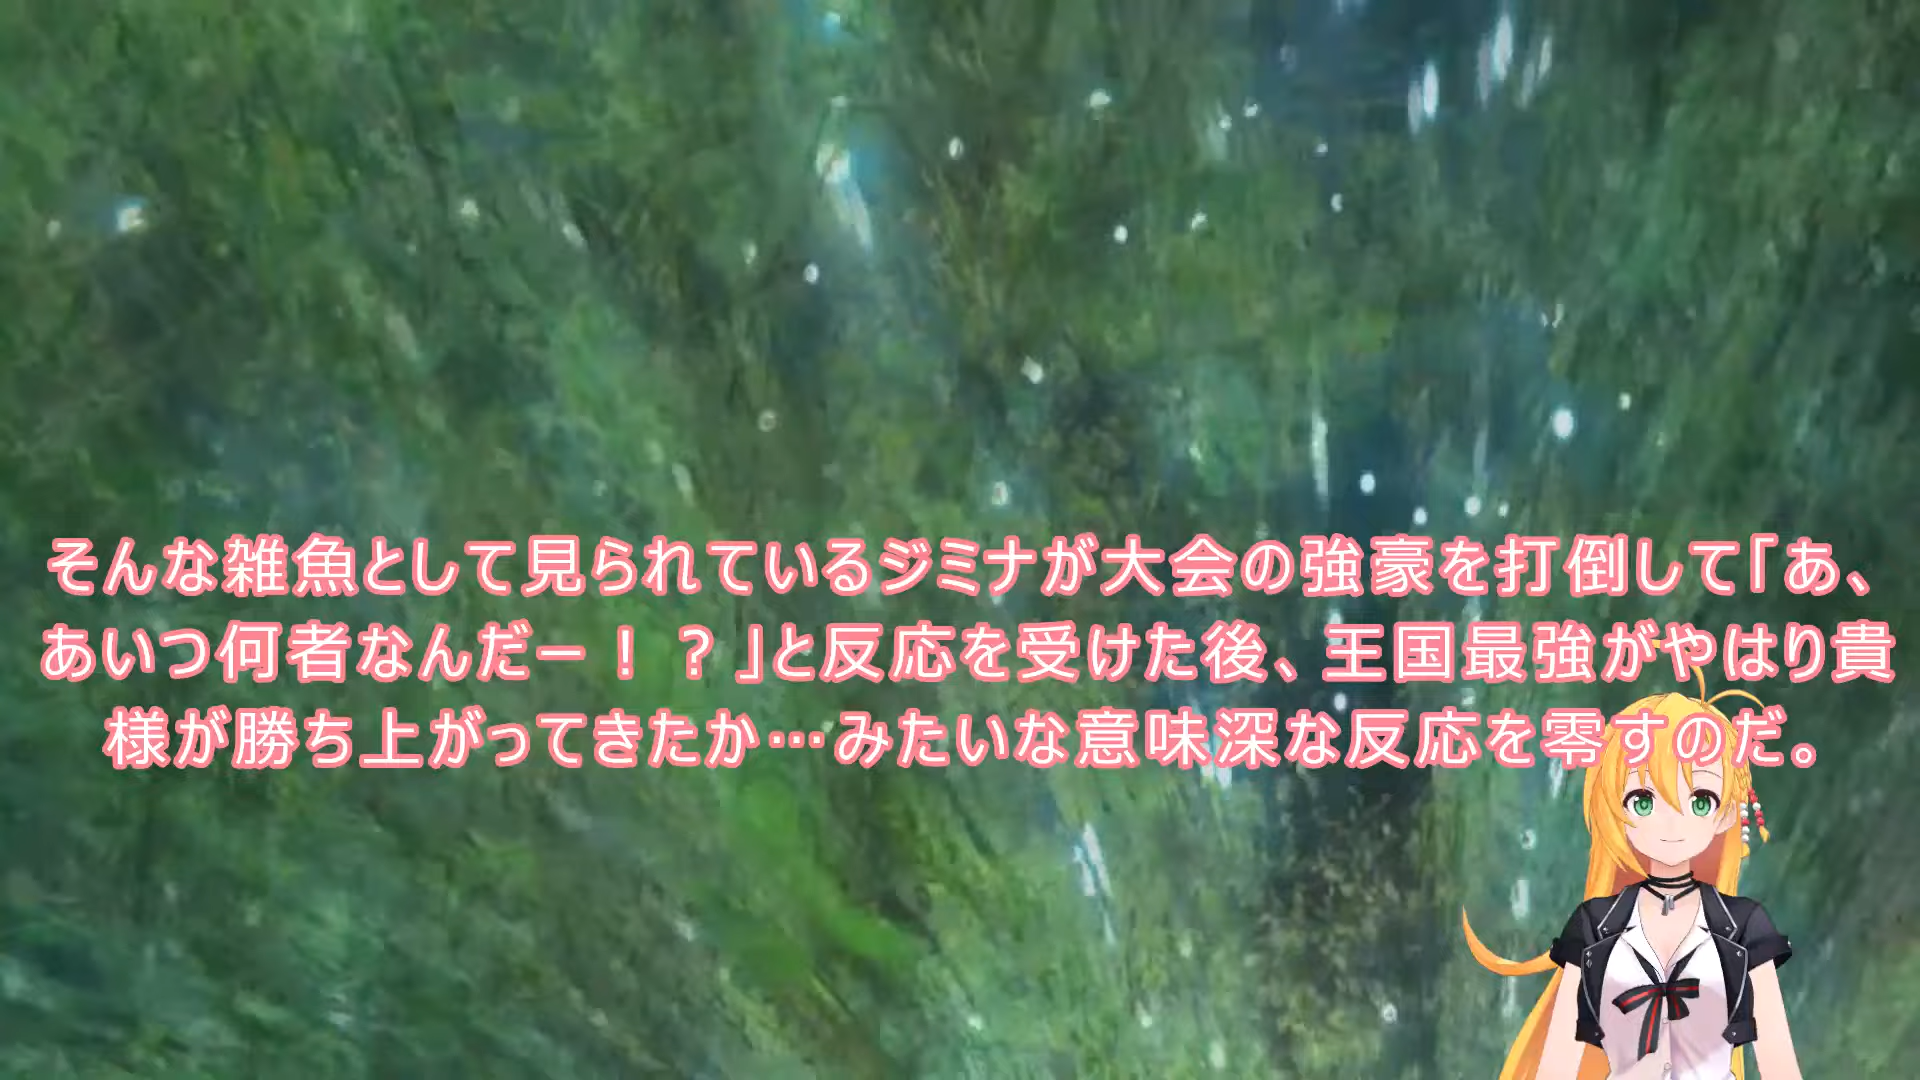 そんな雑魚として見られているジミナが大会の強豪を打倒して「あ、
あいつ何者なんだー！？」と反応を受けた後、王国最強がやはり貴
様が勝ち上がってきたか…みたいな意味深な反応を零すのだ。